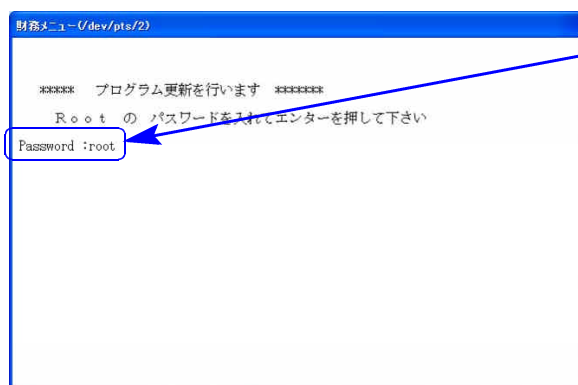 財務メニュー(/dev/pts/2)
***** プログラム更新を行います *******
Ｒｏｏｔ の パスワードを入れてエンターを押して下さい
Password :root